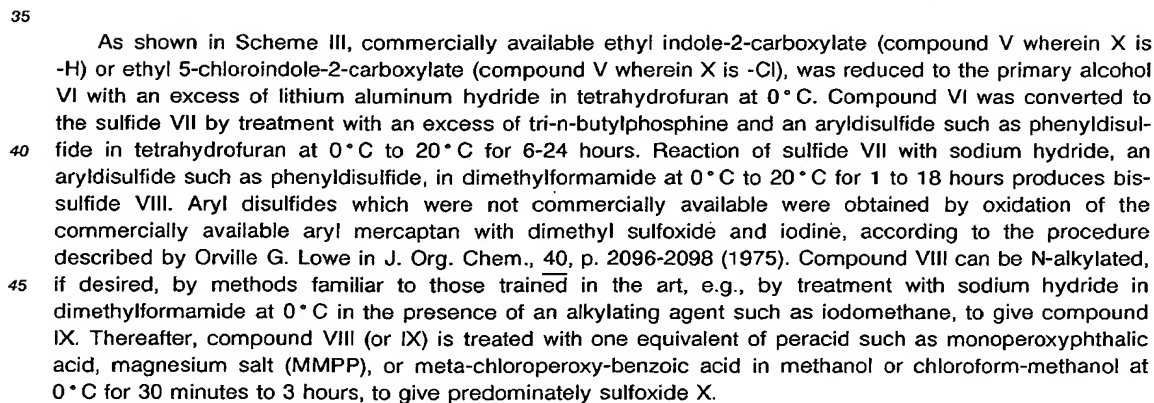 35
As shown in Scheme III, commercially available ethyl indole-2-carboxylate (compound V wherein X is
-H) or ethyl 5-chloroindole-2-carboxylate (compound V wherein X is -Cl), was reduced to the primary alcohol
VI with an excess of lithium aluminum hydride in tetrahydrofuran at 0°C. Compound VI was converted to
the sulfide VII by treatment with an excess of tri-n-butylphosphine and an aryldisulfide such as phenyldisul-
40 fide in tetrahydrofuran at 0°C to 20°C for 6-24 hours. Reaction of sulfide VII with sodium hydride, an
aryldisulfide such as phenyldisulfide, in dimethylformamide at 0°C to 20°C for 1 to 18 hours produces bis-
sulfide VIII. Aryl disulfides which were not commercially available were obtained by oxidation of the
commercially available aryl mercaptan with dimethyl sulfoxide and iodine, according to the procedure
described by Orville G. Lowe in J. Org. Chem., 40, p. 2096-2098 (1975). Compound VIII can be N-alkylated,
45 if desired, by methods familiar to those trained in the art, e.g., by treatment with sodium hydride in
dimethylformamide at 0°C in the presence of an alkylating agent such as iodomethane, to give compound
IX. Thereafter, compound VIII (or IX) is treated with one equivalent of peracid such as monoperoxyphthalic
acid, magnesium salt (MMPP), or meta-chloroperoxy-benzoic acid in methanol or chloroform-methanol at
0°C for 30 minutes to 3 hours, to give predominately sulfoxide X.